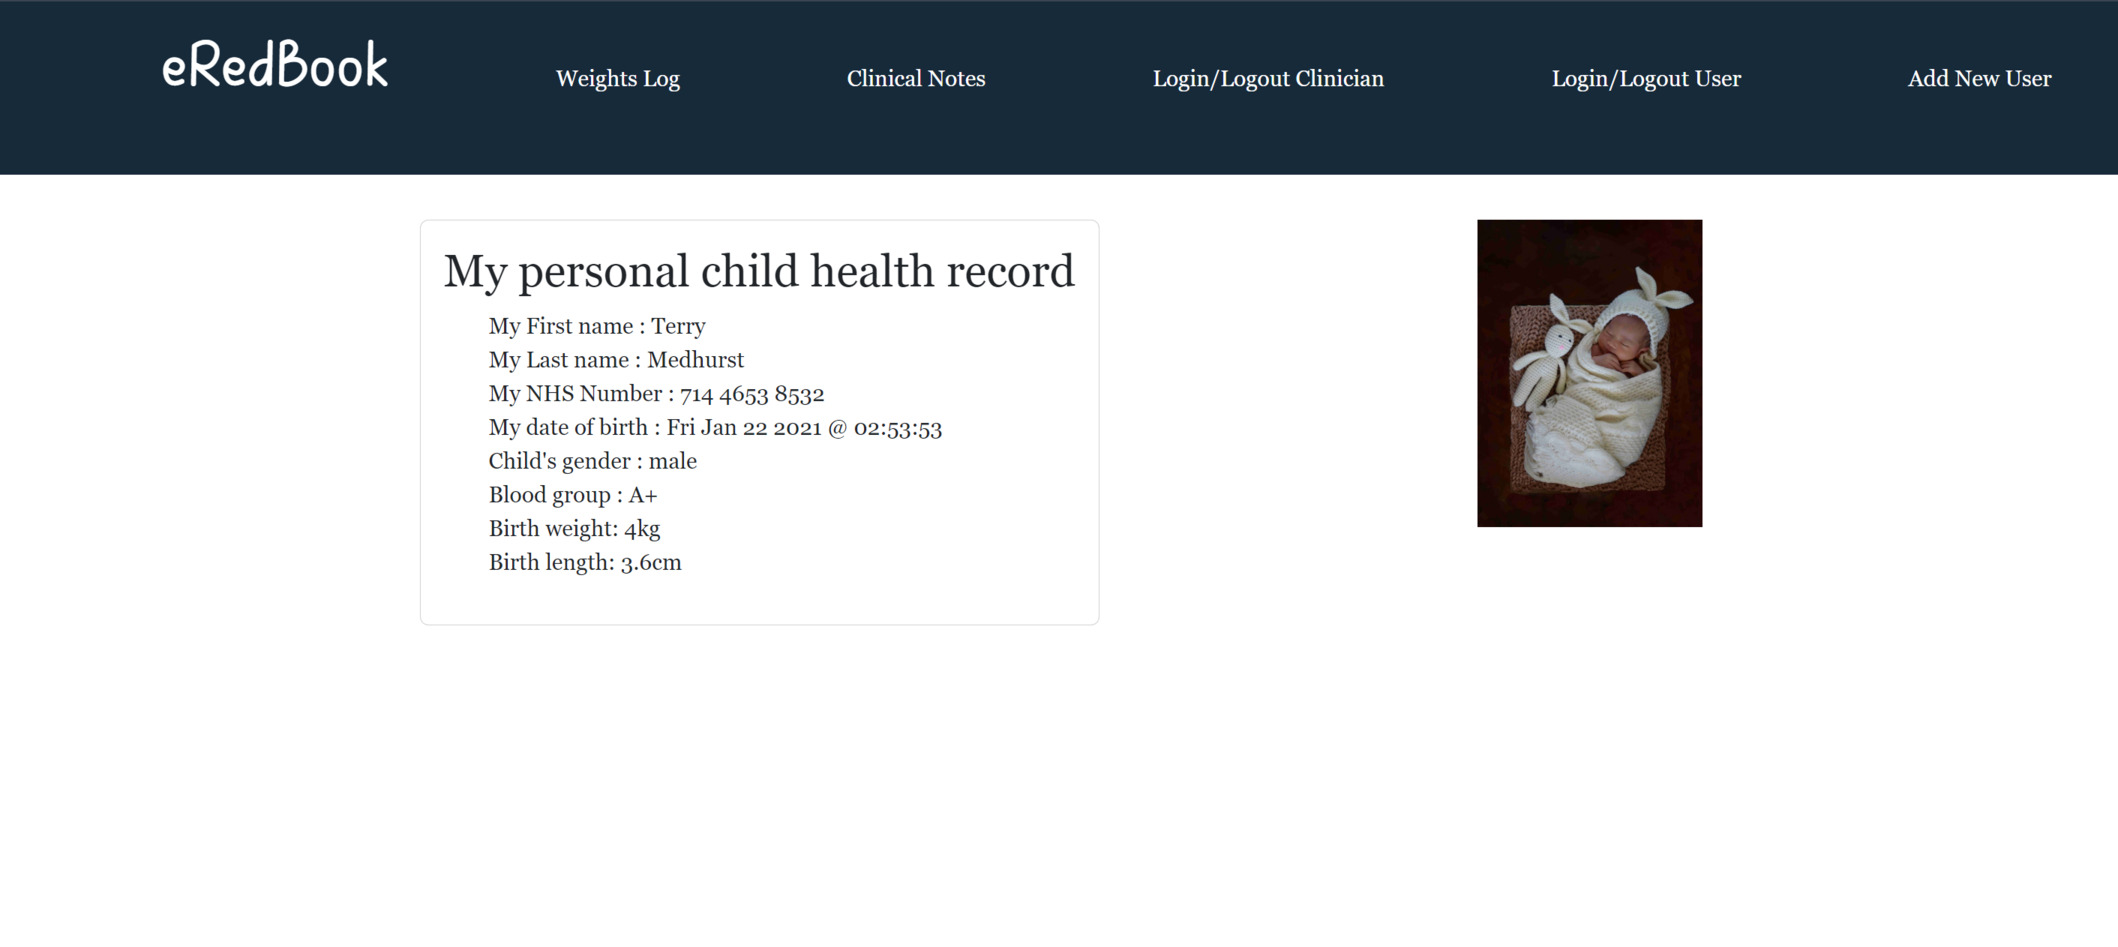 eRedBook
Weights Log
Clinical Notes
Login/Logout Clinician
Login/Logout User
Add New User
My personal child health record
My First name : Terry
My Last name : Medhurst
My NHS Number : 714 4653 8532
My date of birth : Fri Jan 22 2021 @ 02:53:53
Child's gender : male
Blood group : A+
Birth weight: 4kg
Birth length: 3.6cm